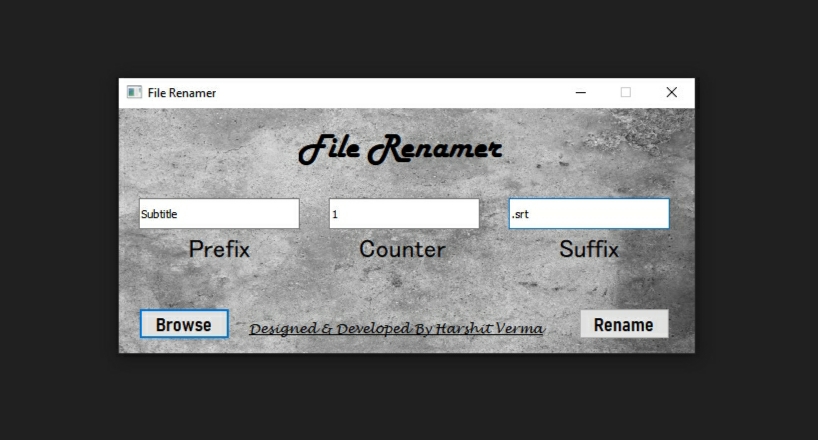 File Renamer
File Renamer
Subtitle 1 .srt
Prefix Counter Suffix
Browse Designed & Developed By Harshit Verma Rename